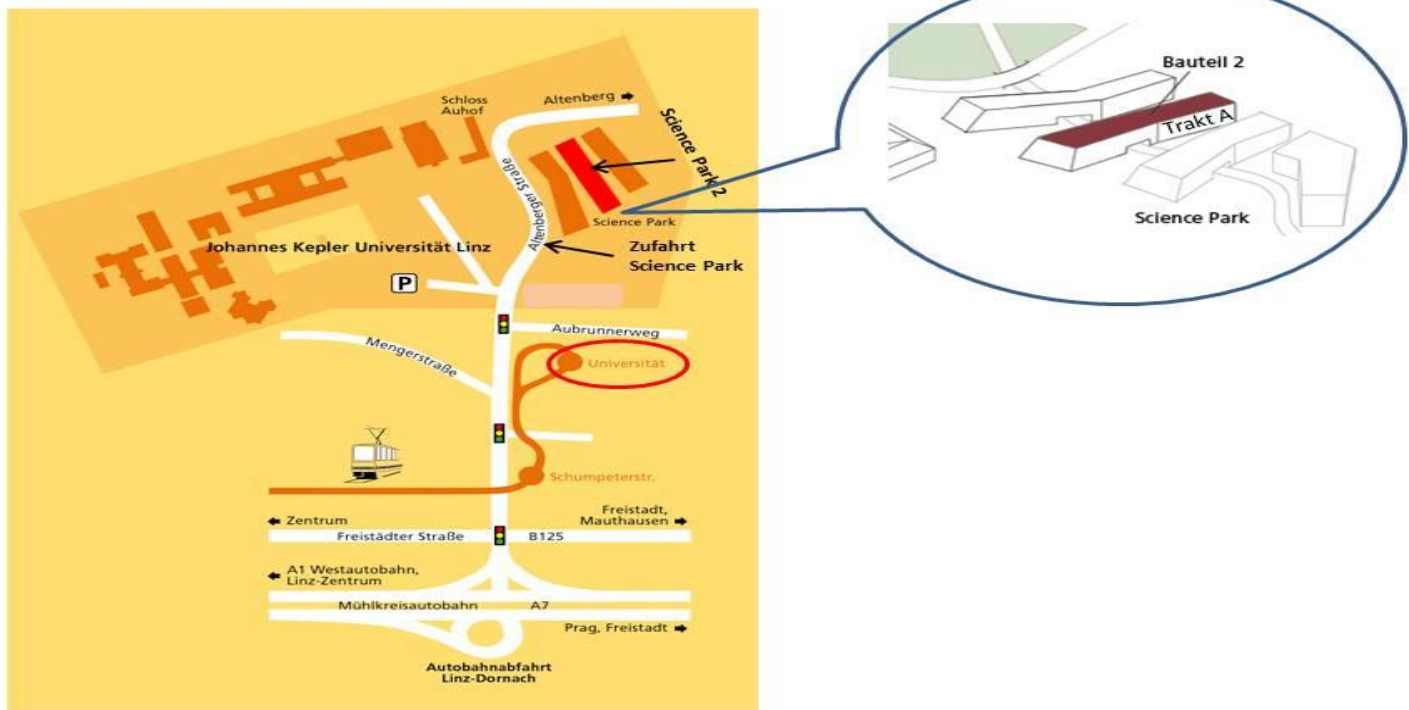 Schloss
Auhof
Altenberg
Science Park 2
Altenberger Straße
Science Park
Johannes Kepler Universität Linz
Zufahrt
Science Park
P
Aubrunnerweg
Mengerstraße
Universität
Schumpeterstr.
Zentrum
Freistadt,
Mauthausen
Freistädter Straße
B125
A1 Westautobahn,
Linz-Zentrum
Mühlkreisautobahn
A7
Prag, Freistadt
Autobahnabfahrt
Linz-Dornach
Bauteil 2
Trakt A
Science Park